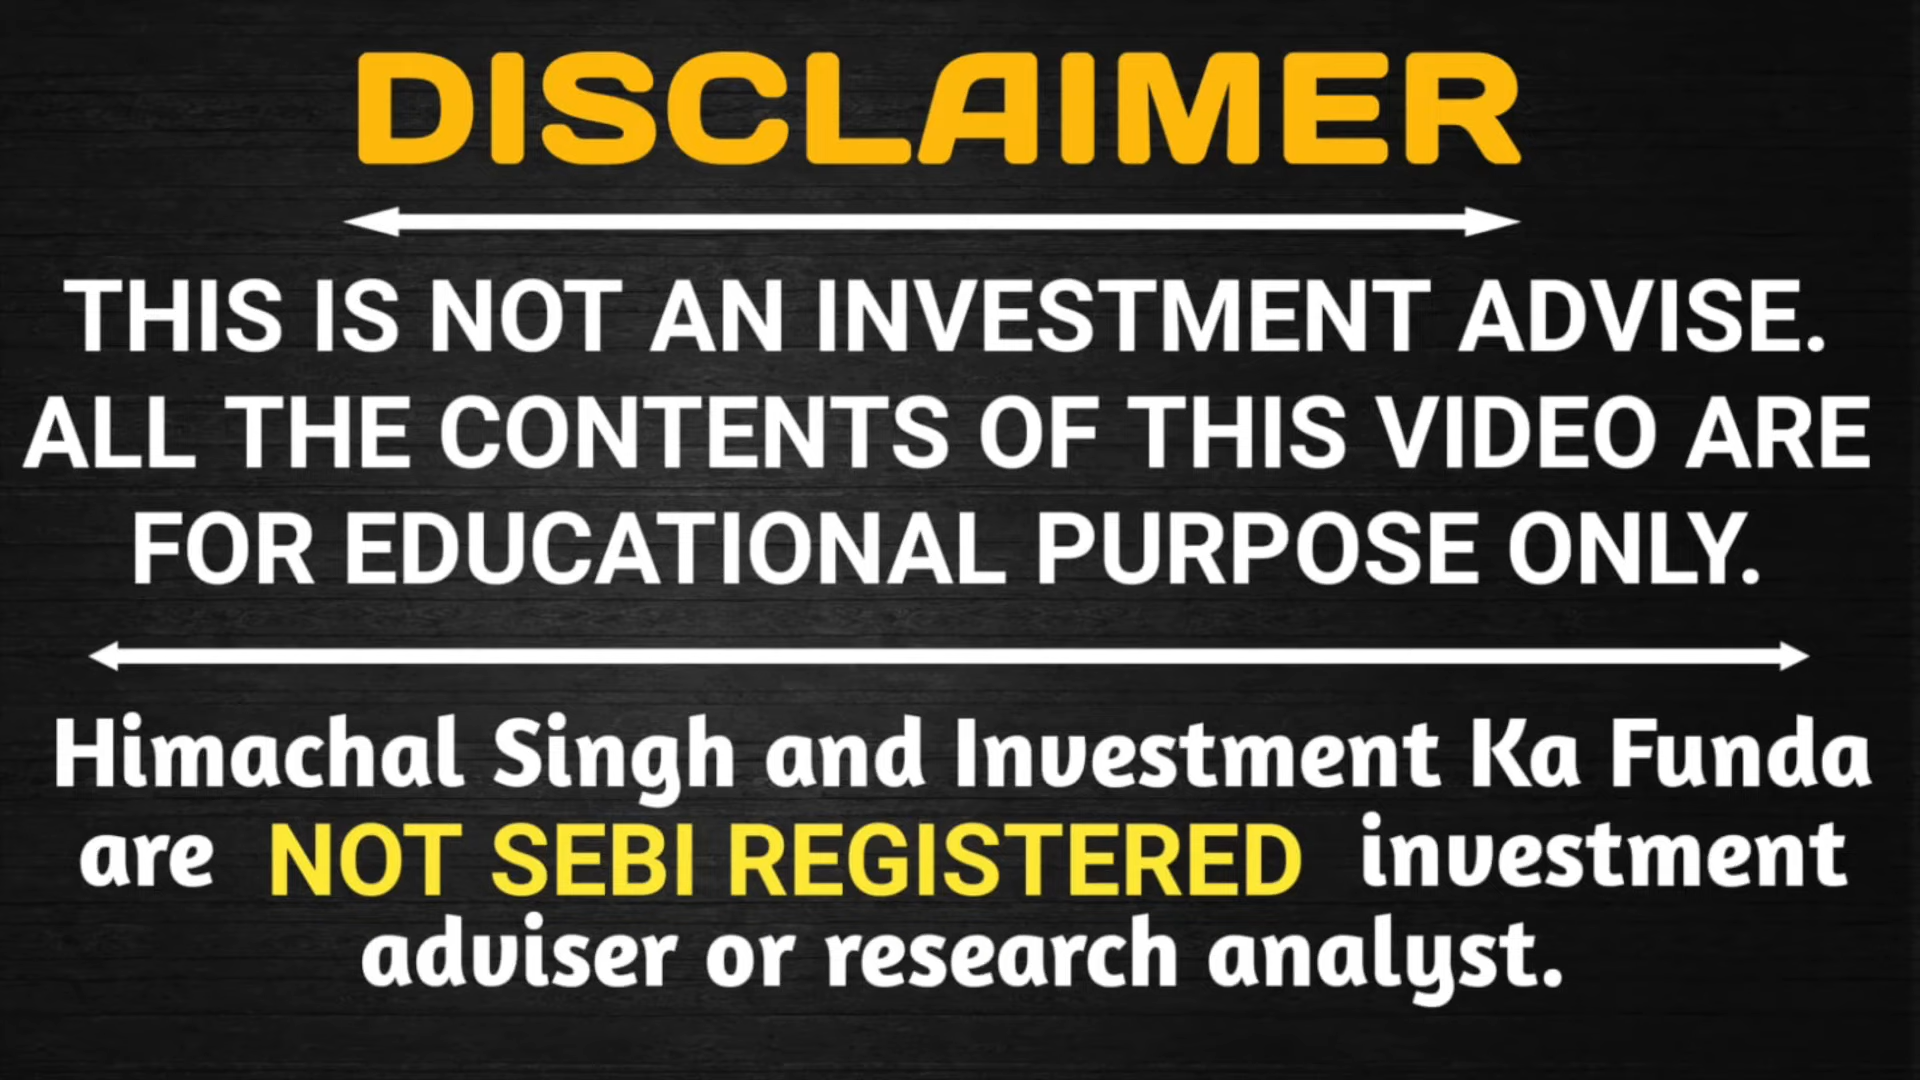 DISCLAIMER
THIS IS NOT AN INVESTMENT ADVISE.
ALL THE CONTENTS OF THIS VIDEO ARE
FOR EDUCATIONAL PURPOSE ONLY.
Himachal Singh and Investment Ka Funda
are NOT SEBI REGISTERED investment
adviser or research analyst.